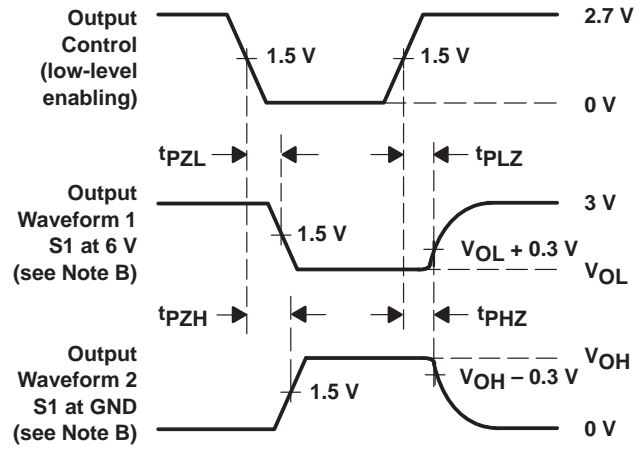 Output
Control
(low-level
enabling)
1.5 V
1.5 V
2.7 V
0 V
tPZL
tPLZ
Output
Waveform 1
S1 at 6 V
(see Note B)
1.5 V
3 V
VOL + 0.3 V
VOL
tPZH
tPHZ
Output
Waveform 2
S1 at GND
(see Note B)
1.5 V
VOH
VOH – 0.3 V
0 V